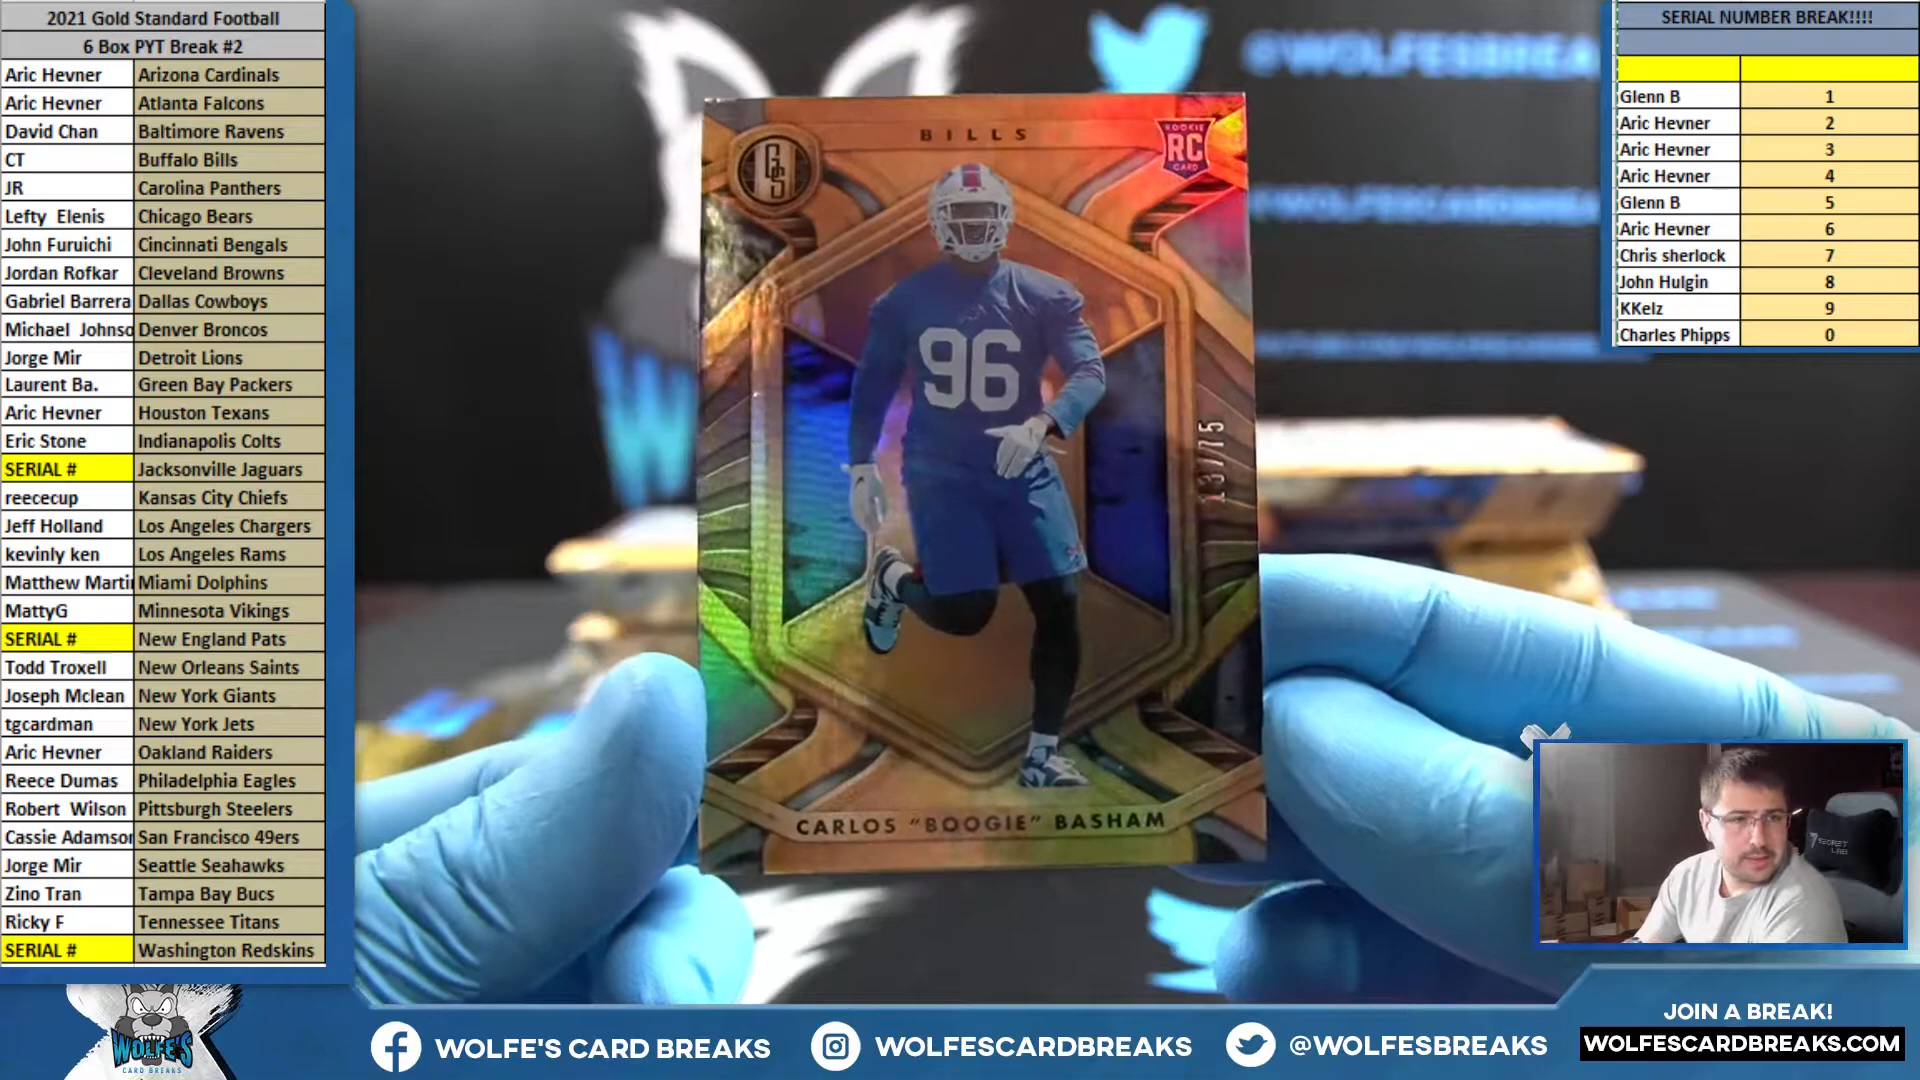 2021 Gold Standard Football
6 Box PYT Break #2
Aric Hevner Arizona Cardinals
Aric Hevner Atlanta Falcons
David Chan Baltimore Ravens
CT Buffalo Bills
JR Carolina Panthers
Lefty Elenis Chicago Bears
John Furuichi Cincinnati Bengals
Jordan Rofkar Cleveland Browns
Gabriel Barrera Dallas Cowboys
Michael Johnso Denver Broncos
Jorge Mir Detroit Lions
Laurent Ba. Green Bay Packers
Aric Hevner Houston Texans
Eric Stone Indianapolis Colts
SERIAL # Jacksonville Jaguars
reececup Kansas City Chiefs
Jeff Holland Los Angeles Chargers
kevinly ken Los Angeles Rams
Matthew Marti Miami Dolphins
MattyG Minnesota Vikings
SERIAL # New England Pats
Todd Troxell New Orleans Saints
Joseph Mclean New York Giants
tgcardman New York Jets
Aric Hevner Oakland Raiders
Reece Dumas Philadelphia Eagles
Robert Wilson Pittsburgh Steelers
Cassie Adamson San Francisco 49ers
Jorge Mir Seattle Seahawks
Zino Tran Tampa Bay Bucs
Ricky F Tennessee Titans
SERIAL # Washington Redskins
@WOLFESBREA
GS
BILLS
ROOKIE
RC
CARD
96
CARLOS "BOOGIE" BASHAM
SERIAL NUMBER BREAK!!!!
Glenn B 1
Aric Hevner 2
Aric Hevner 3
Aric Hevner 4
Glenn B 5
Aric Hevner 6
Chris sherlock 7
John Hulgin 8
KKelz 9
Charles Phipps 0
SECRET
LAB
WOLFE'S
CARD BREAKS
WOLFE'S CARD BREAKS
WOLFESCARDBREAKS
@WOLFESBREAKS
JOIN A BREAK!
WOLFESCARDBREAKS.COM